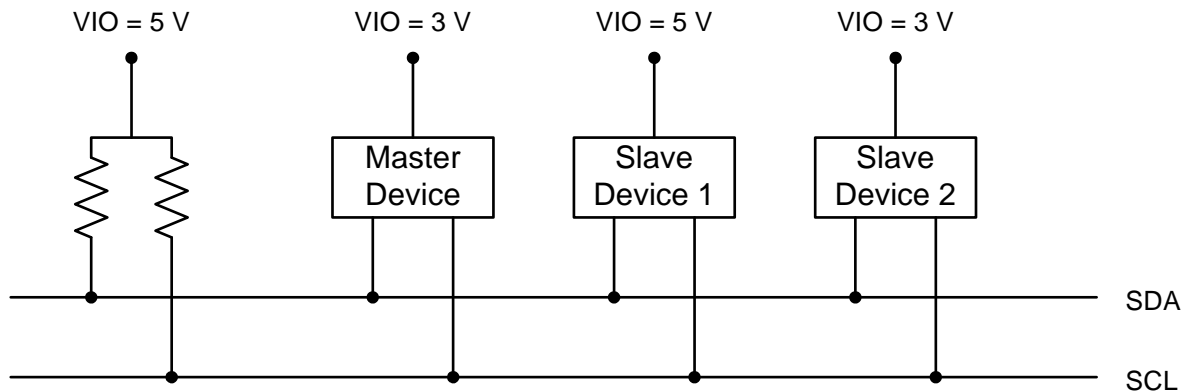 VIO = 5 V
VIO = 3 V
VIO = 5 V
VIO = 3 V
Master
Device
Slave
Device 1
Slave
Device 2
SDA
SCL